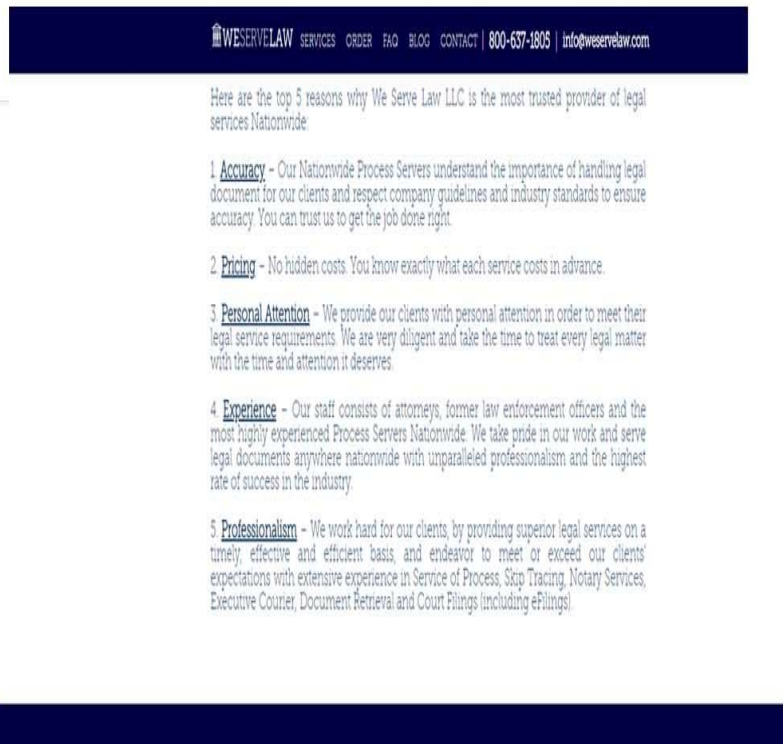 WESERVELAW SERVICES ORDER FAQ BLOG CONTACT | 800-637-1805 | info@weservelaw.com
Here are the top 5 reasons why We Serve Law LLC is the most trusted provider of legal
services Nationwide:
1. Accuracy – Our Nationwide Process Servers understand the importance of handling legal
document for our clients and respect company guidelines and industry standards to ensure
accuracy. You can trust us to get the job done right.
2. Pricing – No hidden costs. You know exactly what each service costs in advance.
3. Personal Attention – We provide our clients with personal attention in order to meet their
legal service requirements. We are very diligent and take the time to treat every legal matter
with the time and attention it deserves.
4. Experience – Our staff consists of attorneys, former law enforcement officers and the
most highly experienced Process Servers Nationwide. We take pride in our work and serve
legal documents anywhere nationwide with unparalleled professionalism and the highest
rate of success in the industry.
5. Professionalism – We work hard for our clients, by providing superior legal services on a
timely, effective and efficient basis, and endeavor to meet or exceed our clients'
expectations with extensive experience in Service of Process, Skip Tracing, Notary Services,
Executive Courier, Document Retrieval and Court Filings (including eFilings).